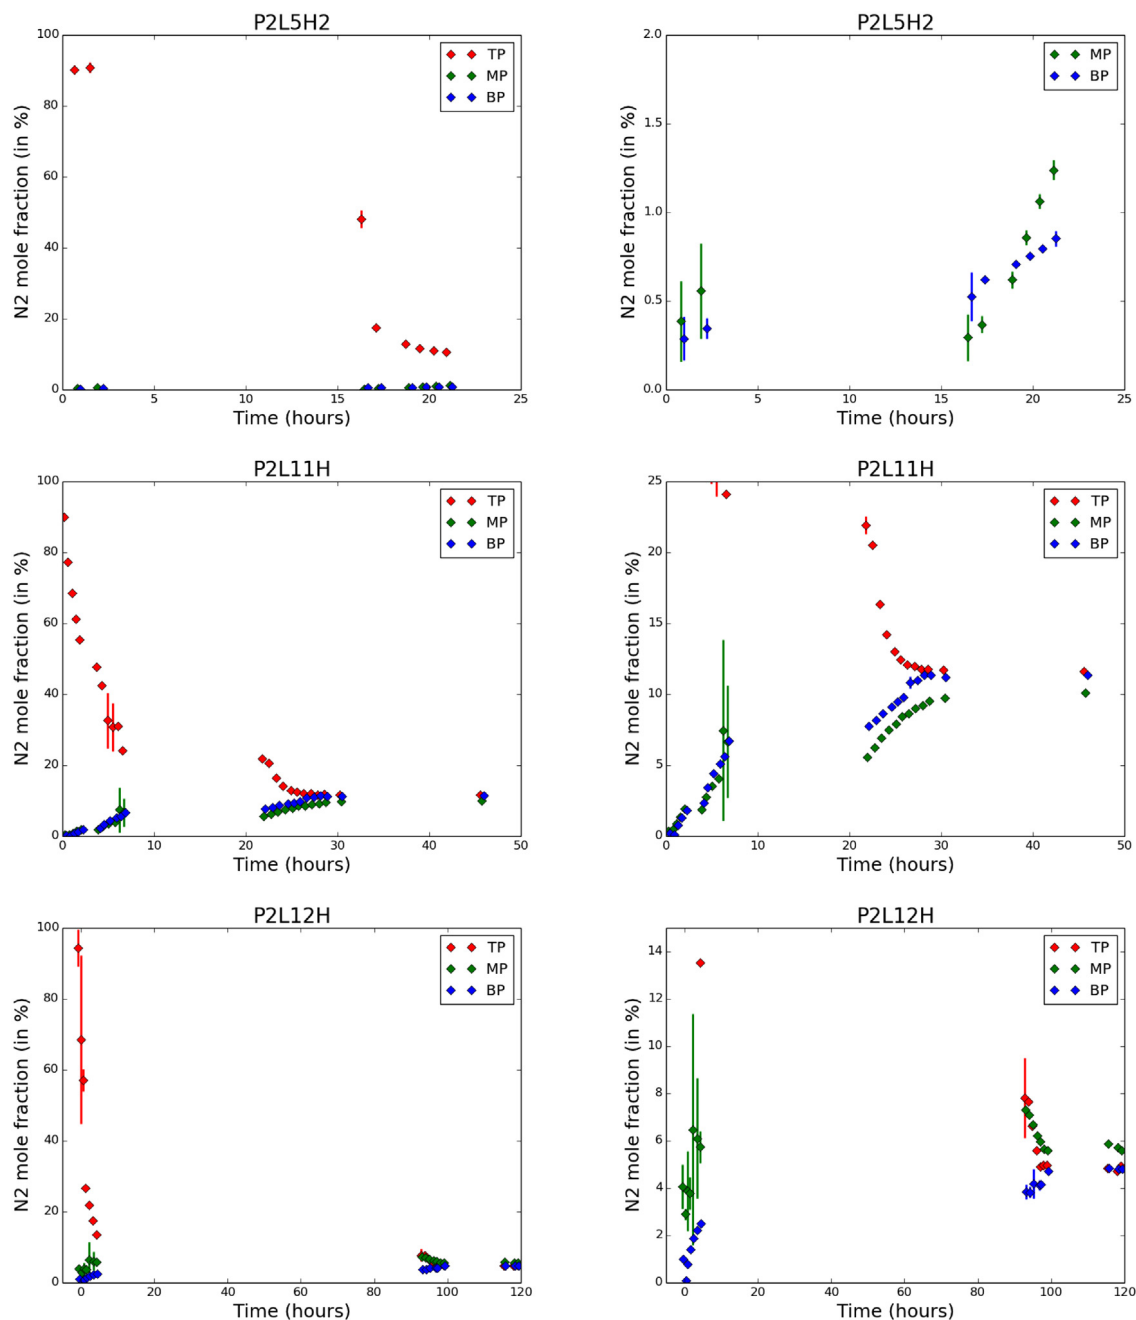 P2L5H2
N2 mole fraction (in %)
100
80
60
40
20
0
0 5 10 15 20 25
Time (hours)
TP
MP
BP
P2L5H2
N2 mole fraction (in %)
2.0
1.5
1.0
0.5
0.0
0 5 10 15 20 25
Time (hours)
MP
BP
P2L11H
N2 mole fraction (in %)
100
80
60
40
20
0
0 10 20 30 40 50
Time (hours)
TP
MP
BP
P2L11H
N2 mole fraction (in %)
25
20
15
10
5
0
0 10 20 30 40 50
Time (hours)
TP
MP
BP
P2L12H
N2 mole fraction (in %)
100
80
60
40
20
0
0 20 40 60 80 100 120
Time (hours)
TP
MP
BP
P2L12H
N2 mole fraction (in %)
14
12
10
8
6
4
2
0
0 20 40 60 80 100 120
Time (hours)
TP
MP
BP